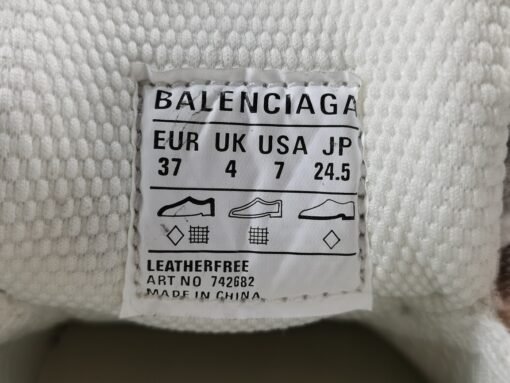 BALENCIAGA
EUR UK USA JP
37 4 7 24.5
LEATHERFREE
ART NO 742682
MADE IN CHINA